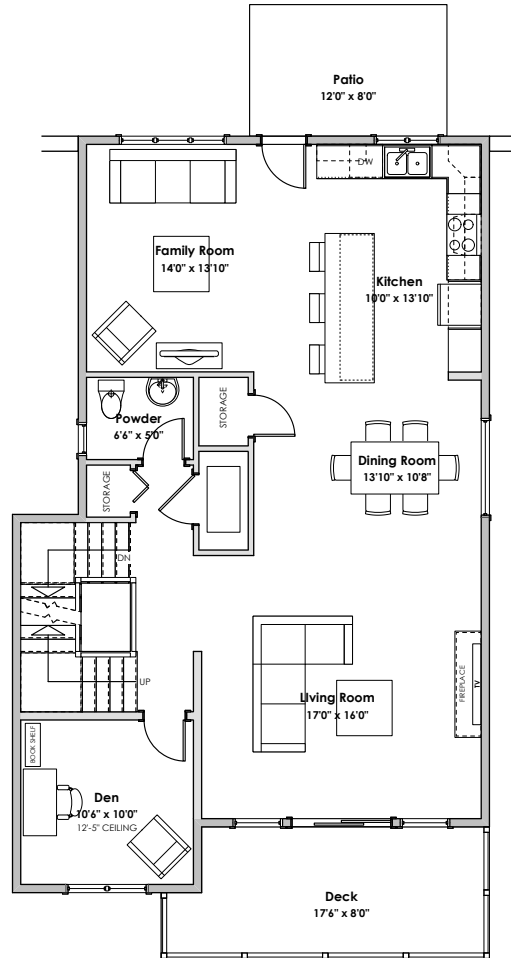 Patio
12'0" x 8'0"
DW
Family Room
14'0" x 13'10"
Kitchen
10'0" x 13'10"
STORAGE
Powder
6'6" x 5'0"
Dining Room
13'10" x 10'8"
STORAGE
DN
UP
FIREPLACE
TV
Living Room
17'0" x 16'0"
BOOK SHELF
Den
10'6" x 10'0"
12'-5" CEILING
Deck
17'6" x 8'0"